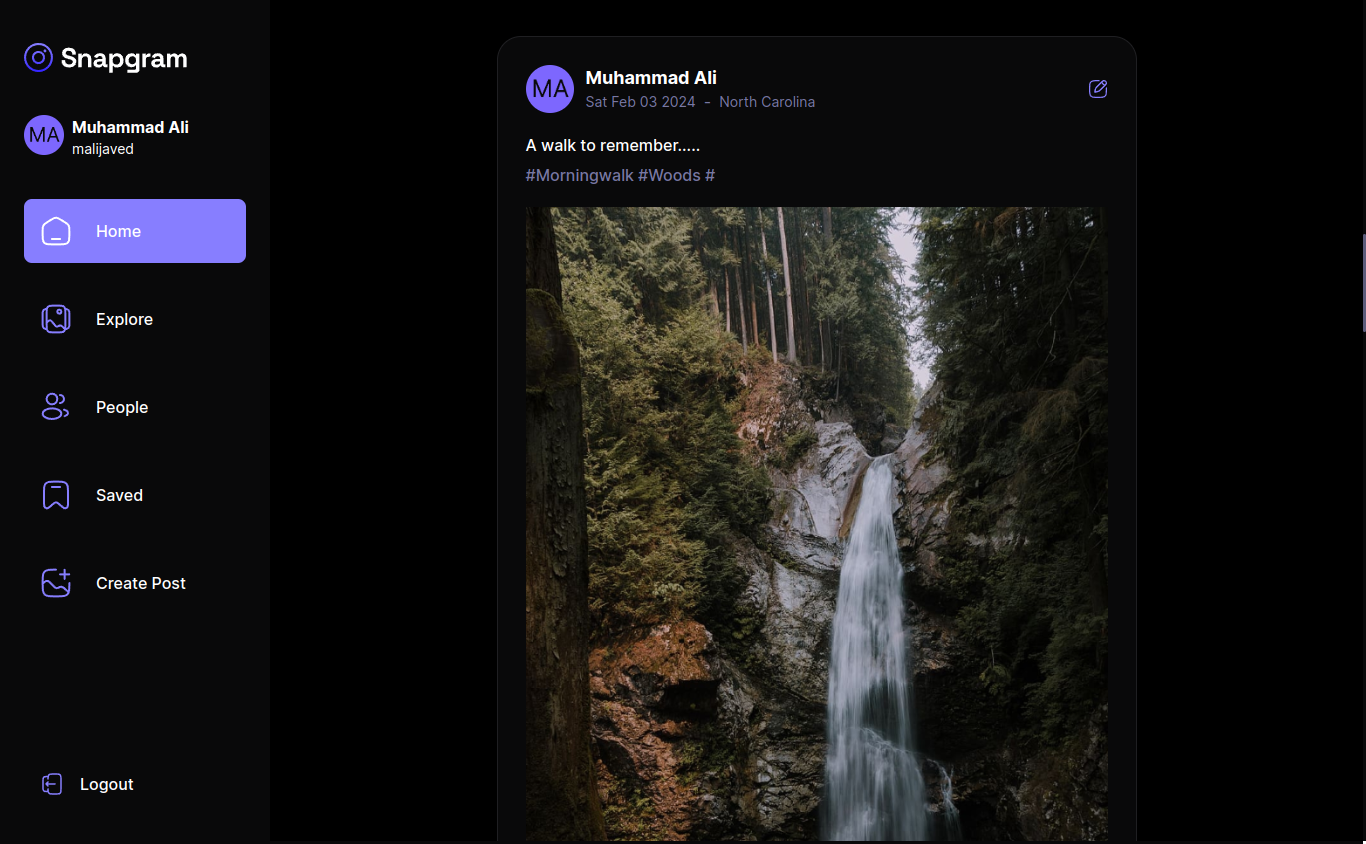 Snapgram
MA
Muhammad Ali
malijaved
Home
Explore
People
Saved
Create Post
Logout
MA
Muhammad Ali
Sat Feb 03 2024 - North Carolina
A walk to remember.....
#Morningwalk #Woods #